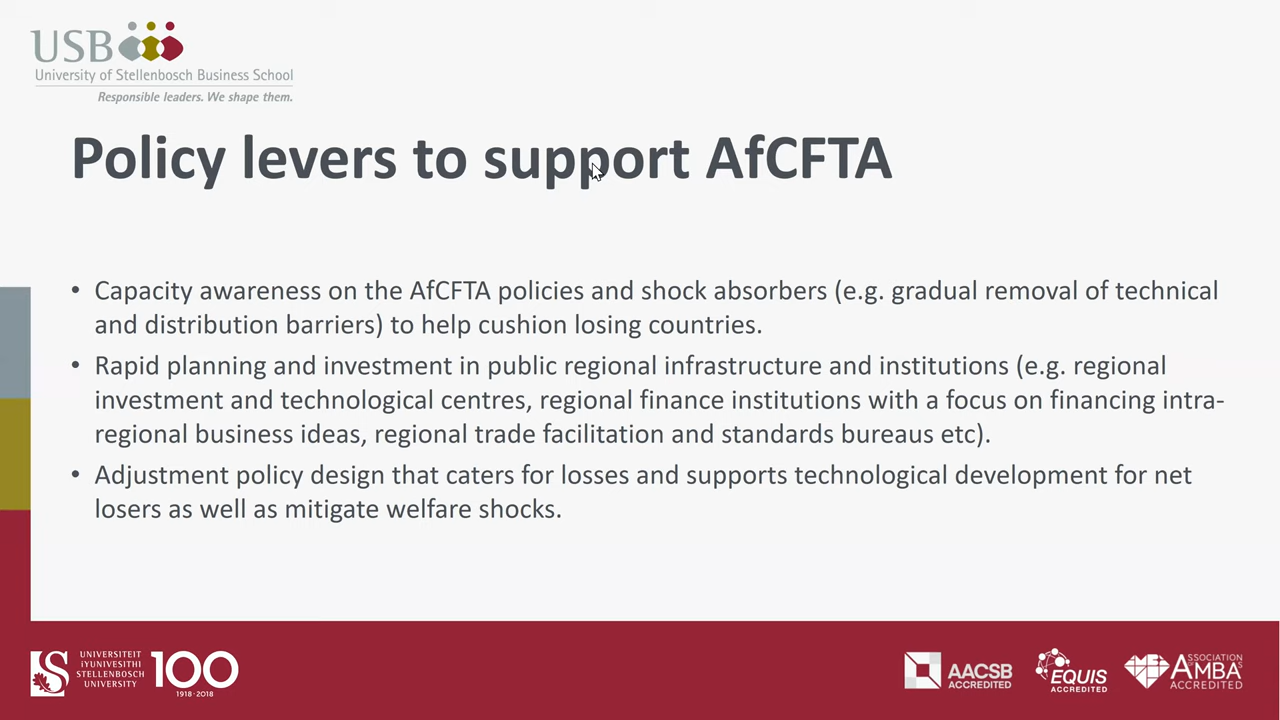 USB
University of Stellenbosch Business School
Responsible leaders. We shape them.
Policy levers to support AfCFTA
• Capacity awareness on the AfCFTA policies and shock absorbers (e.g. gradual removal of technical
and distribution barriers) to help cushion losing countries.
• Rapid planning and investment in public regional infrastructure and institutions (e.g. regional
investment and technological centres, regional finance institutions with a focus on financing intra-
regional business ideas, regional trade facilitation and standards bureaus etc).
• Adjustment policy design that caters for losses and supports technological development for net
losers as well as mitigate welfare shocks.
UNIVERSITEIT
iYUNIVESITHI
STELLENBOSCH
UNIVERSITY
100
1918·2018
AACSB
ACCREDITED
EQUIS
ACCREDITED
ASSOCIATION
OF MBA'S
AMBA
ACCREDITED